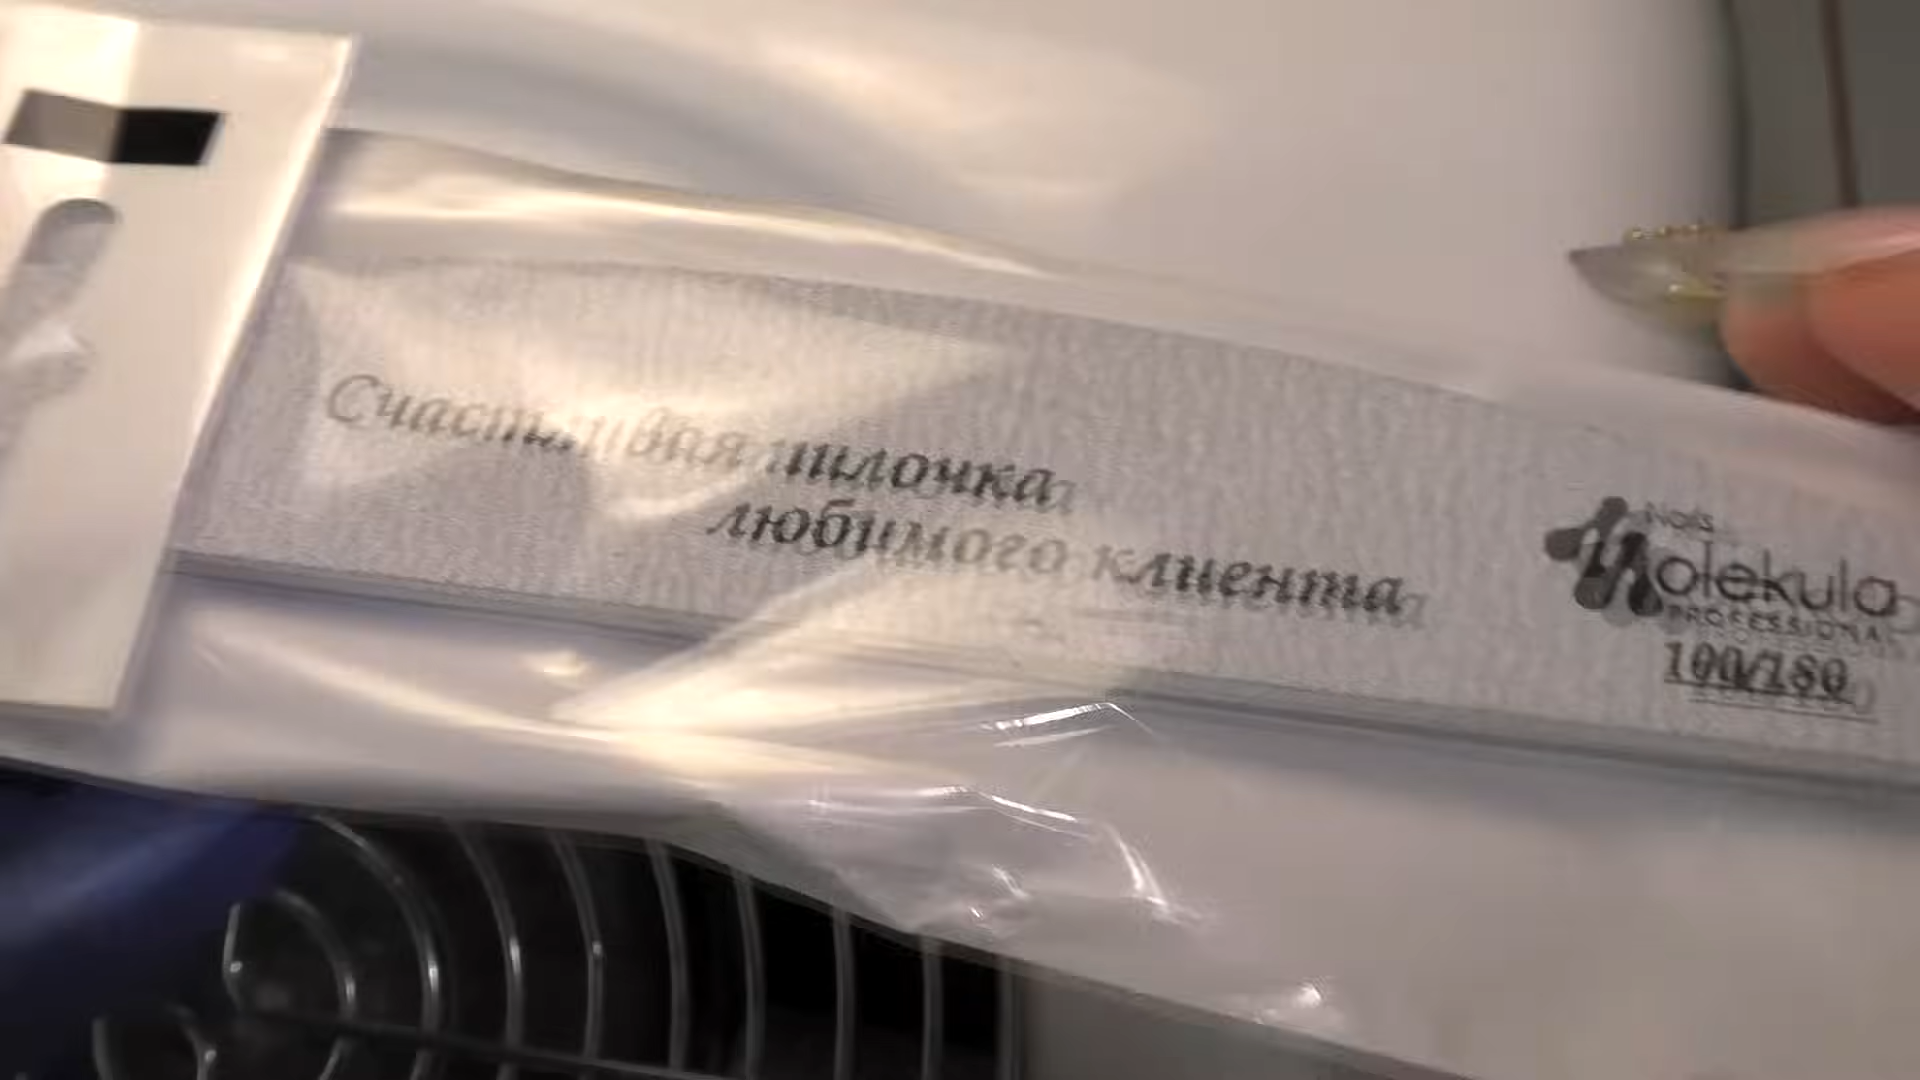 Счастливая пилочка
любимого клиента
Nails
Molekula
PROFESSIONAL
100/180